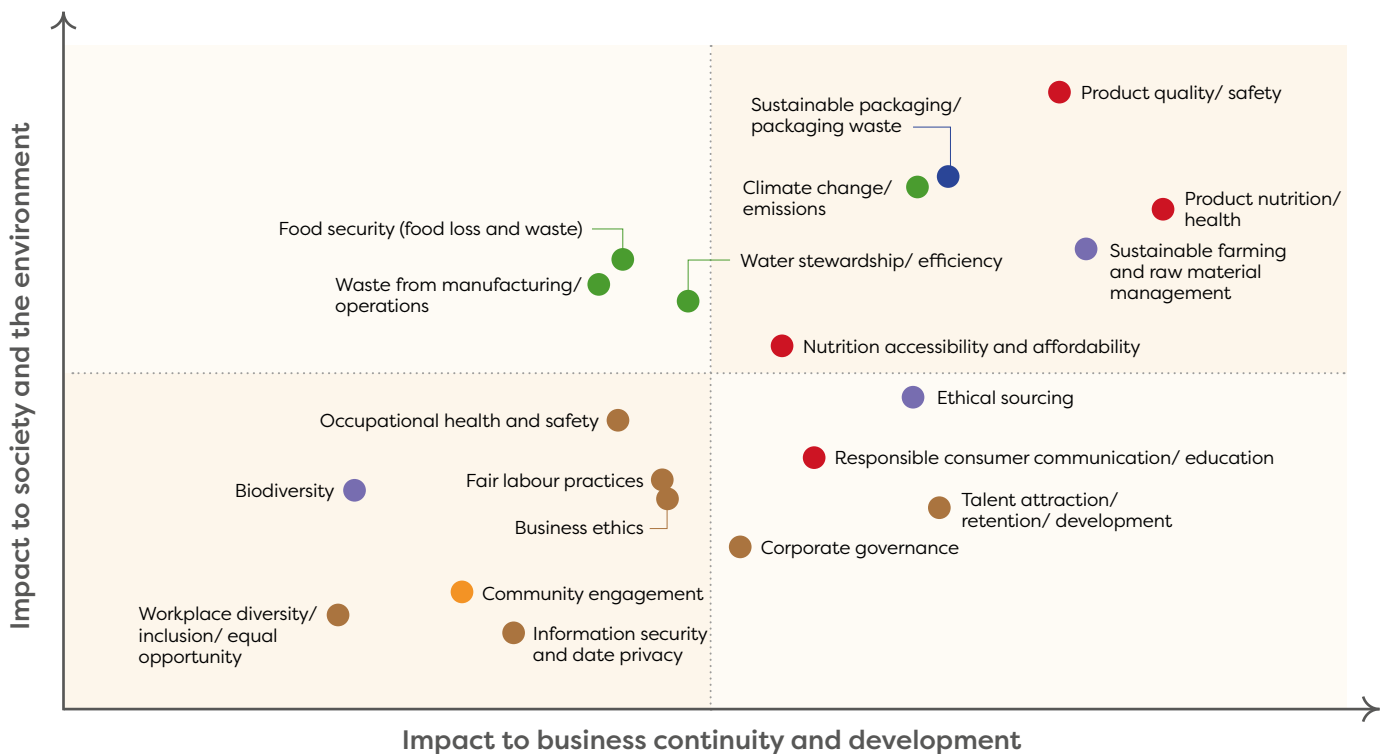 Impact to society and the environment
Product quality/ safety
Sustainable packaging/
packaging waste
Climate change/
emissions
Product nutrition/
health
Food security (food loss and waste)
Sustainable farming
and raw material
management
Water stewardship/ efficiency
Waste from manufacturing/
operations
Nutrition accessibility and affordability
Ethical sourcing
Occupational health and safety
Responsible consumer communication/ education
Fair labour practices
Biodiversity
Talent attraction/
retention/ development
Business ethics
Corporate governance
Community engagement
Workplace diversity/
inclusion/ equal
opportunity
Information security
and date privacy
Impact to business continuity and development